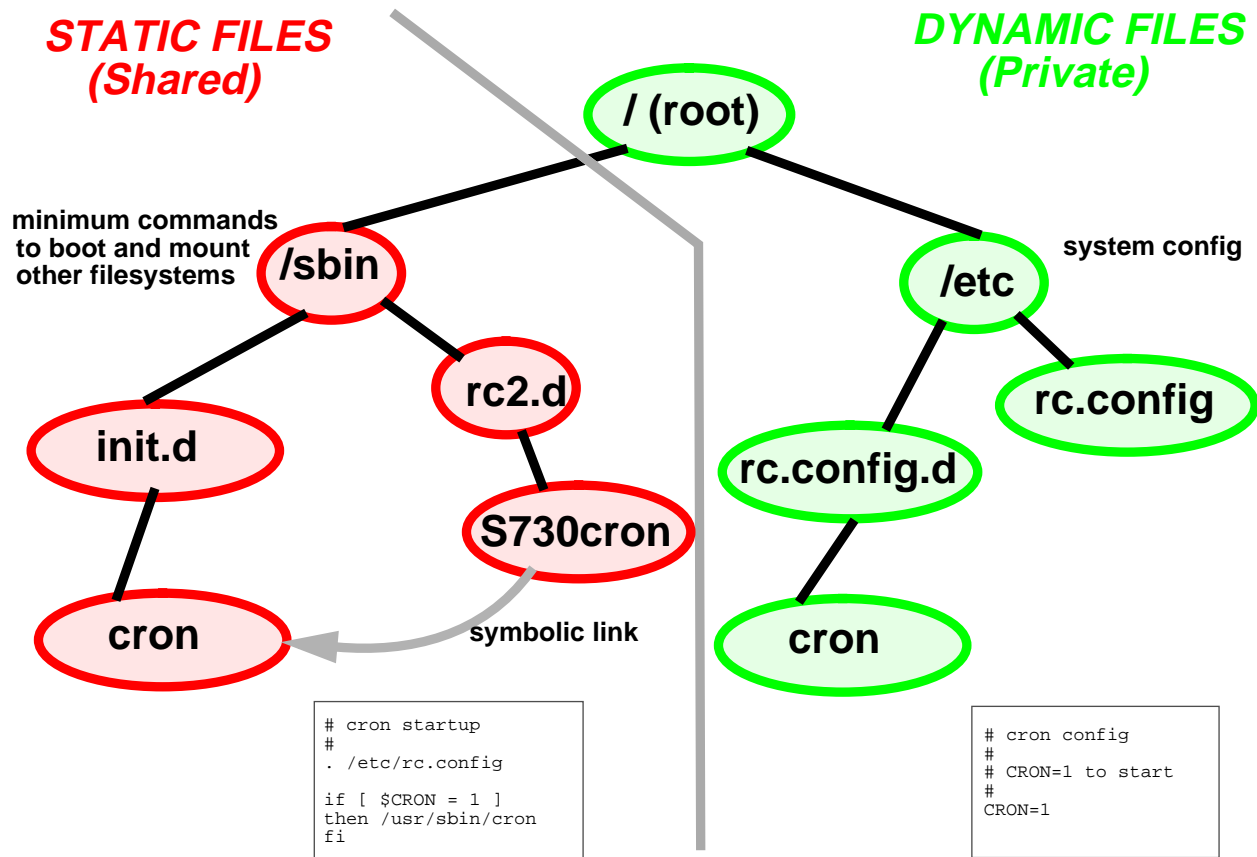 STATIC FILES
(Shared)
DYNAMIC FILES
(Private)
/ (root)
minimum commands
to boot and mount
other filesystems
/sbin
system config
/etc
rc2.d
rc.config
init.d
rc.config.d
S730cron
cron
symbolic link
cron
# cron startup
#
. /etc/rc.config
if [ $CRON = 1 ]
then /usr/sbin/cron
fi
# cron config
#
# CRON=1 to start
#
CRON=1